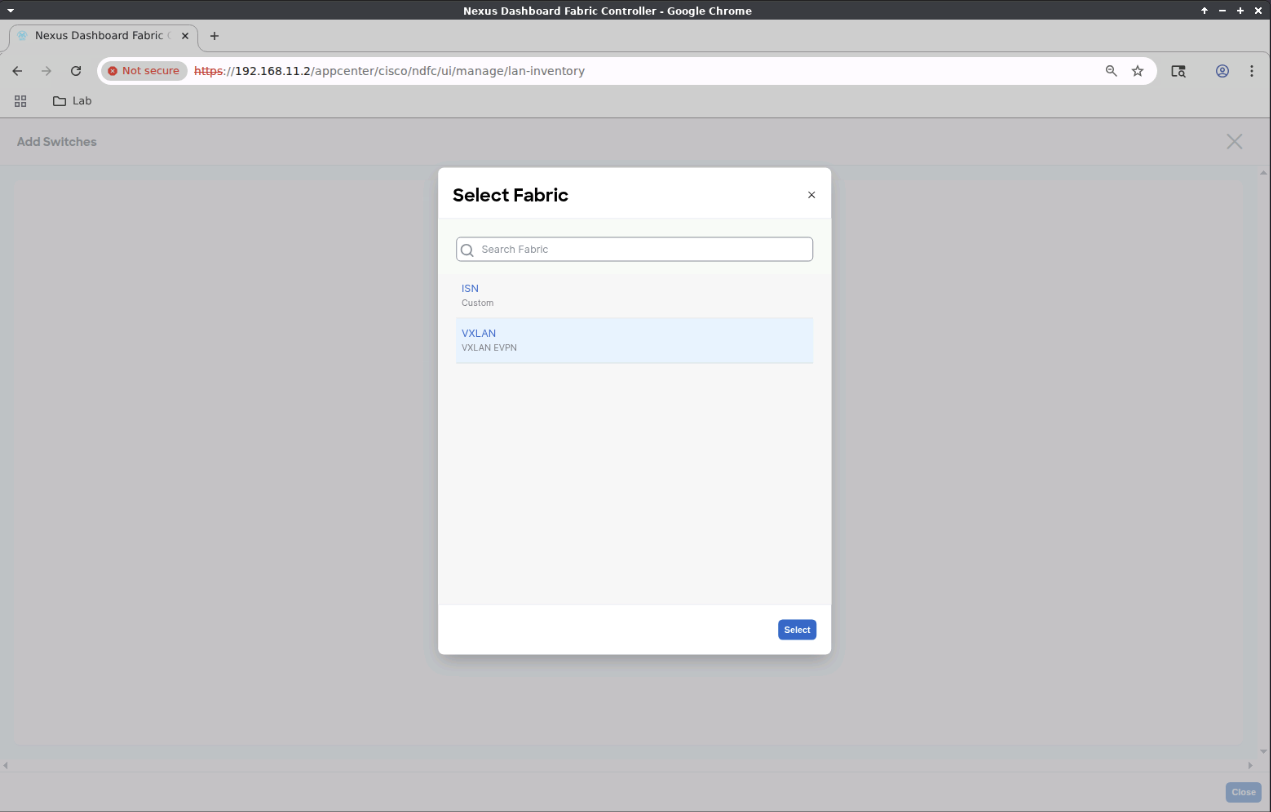 Nexus Dashboard Fabric Controller - Google Chrome
Nexus Dashboard Fabric
Not secure https://192.168.11.2/appcenter/cisco/ndfc/ui/manage/lan-inventory
Lab
Add Switches
Select Fabric
Search Fabric
ISN
Custom
VXLAN
VXLAN EVPN
Select
Close